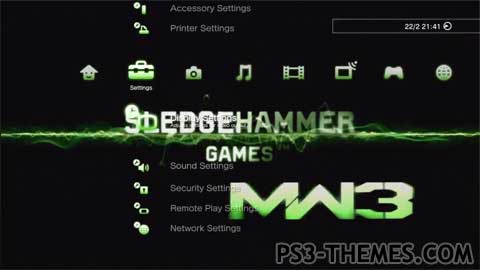 Accessory Settings
Printer Settings
22/2 21:41
Settings
SLEDGEHAMMER
Display Settings
GAMES
Sound Settings
Security Settings
MW3
Remote Play Settings
Network Settings
PS3-THEMES.COM